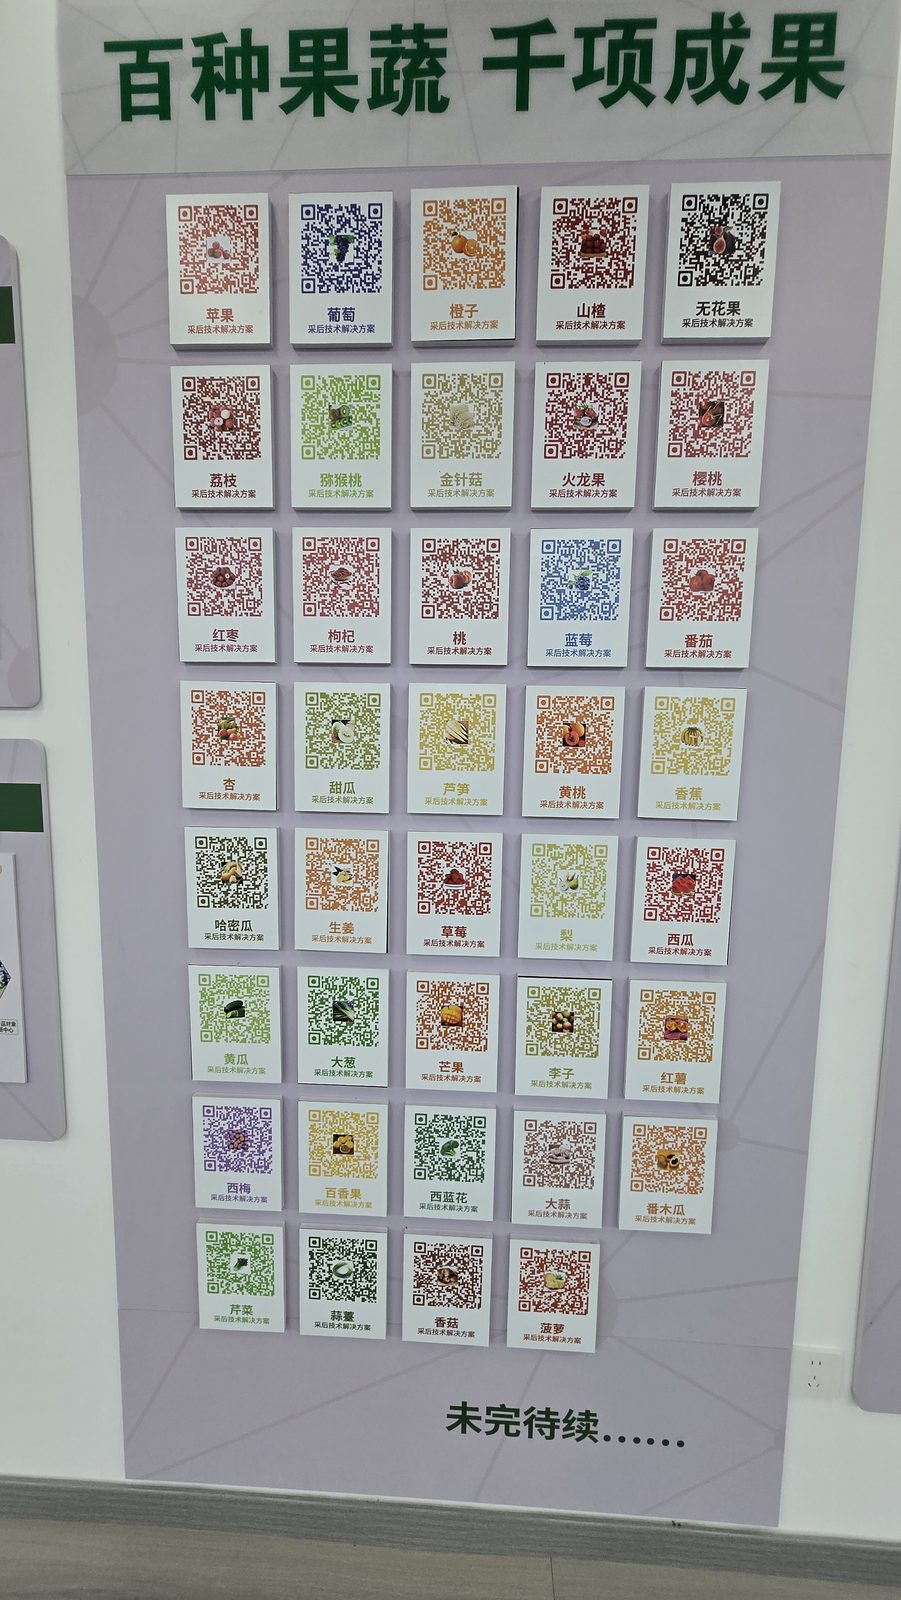 百种果蔬 千项成果
苹果
采后技术解决方案
葡萄
采后技术解决方案
橙子
采后技术解决方案
山楂
采后技术解决方案
无花果
采后技术解决方案
荔枝
采后技术解决方案
猕猴桃
采后技术解决方案
金针菇
采后技术解决方案
火龙果
采后技术解决方案
樱桃
采后技术解决方案
红枣
采后技术解决方案
枸杞
采后技术解决方案
桃
采后技术解决方案
蓝莓
采后技术解决方案
番茄
采后技术解决方案
杏
采后技术解决方案
甜瓜
采后技术解决方案
芦笋
采后技术解决方案
黄桃
采后技术解决方案
香蕉
采后技术解决方案
哈密瓜
采后技术解决方案
生姜
采后技术解决方案
草莓
采后技术解决方案
梨
采后技术解决方案
西瓜
采后技术解决方案
黄瓜
采后技术解决方案
大葱
采后技术解决方案
芒果
采后技术解决方案
李子
采后技术解决方案
红薯
采后技术解决方案
西梅
采后技术解决方案
百香果
采后技术解决方案
西蓝花
采后技术解决方案
大蒜
采后技术解决方案
番木瓜
采后技术解决方案
芹菜
采后技术解决方案
蒜薹
采后技术解决方案
香菇
采后技术解决方案
菠萝
采后技术解决方案
未完待续……